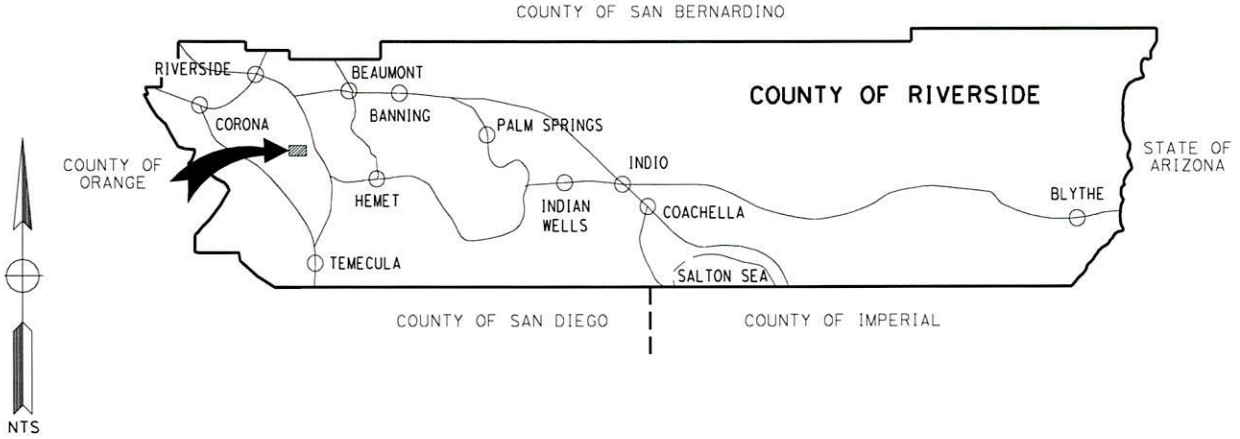 COUNTY OF SAN BERNARDINO
RIVERSIDE
BEAUMONT
BANNING
COUNTY OF RIVERSIDE
CORONA
PALM SPRINGS
COUNTY OF
ORANGE
STATE OF
ARIZONA
INDIO
HEMET
INDIAN
WELLS
COACHELLA
BLYTHE
TEMECULA
SALTON SEA
COUNTY OF SAN DIEGO
COUNTY OF IMPERIAL
NTS